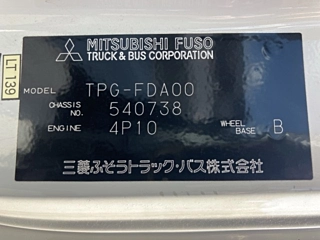 MITSUBISHI FUSO
TRUCK & BUS CORPORATION
LT139
MODEL TPG-FDA00
CHASSIS NO. 540738
ENGINE 4P10 WHEEL BASE B
三菱ふそうトラック・バス株式会社